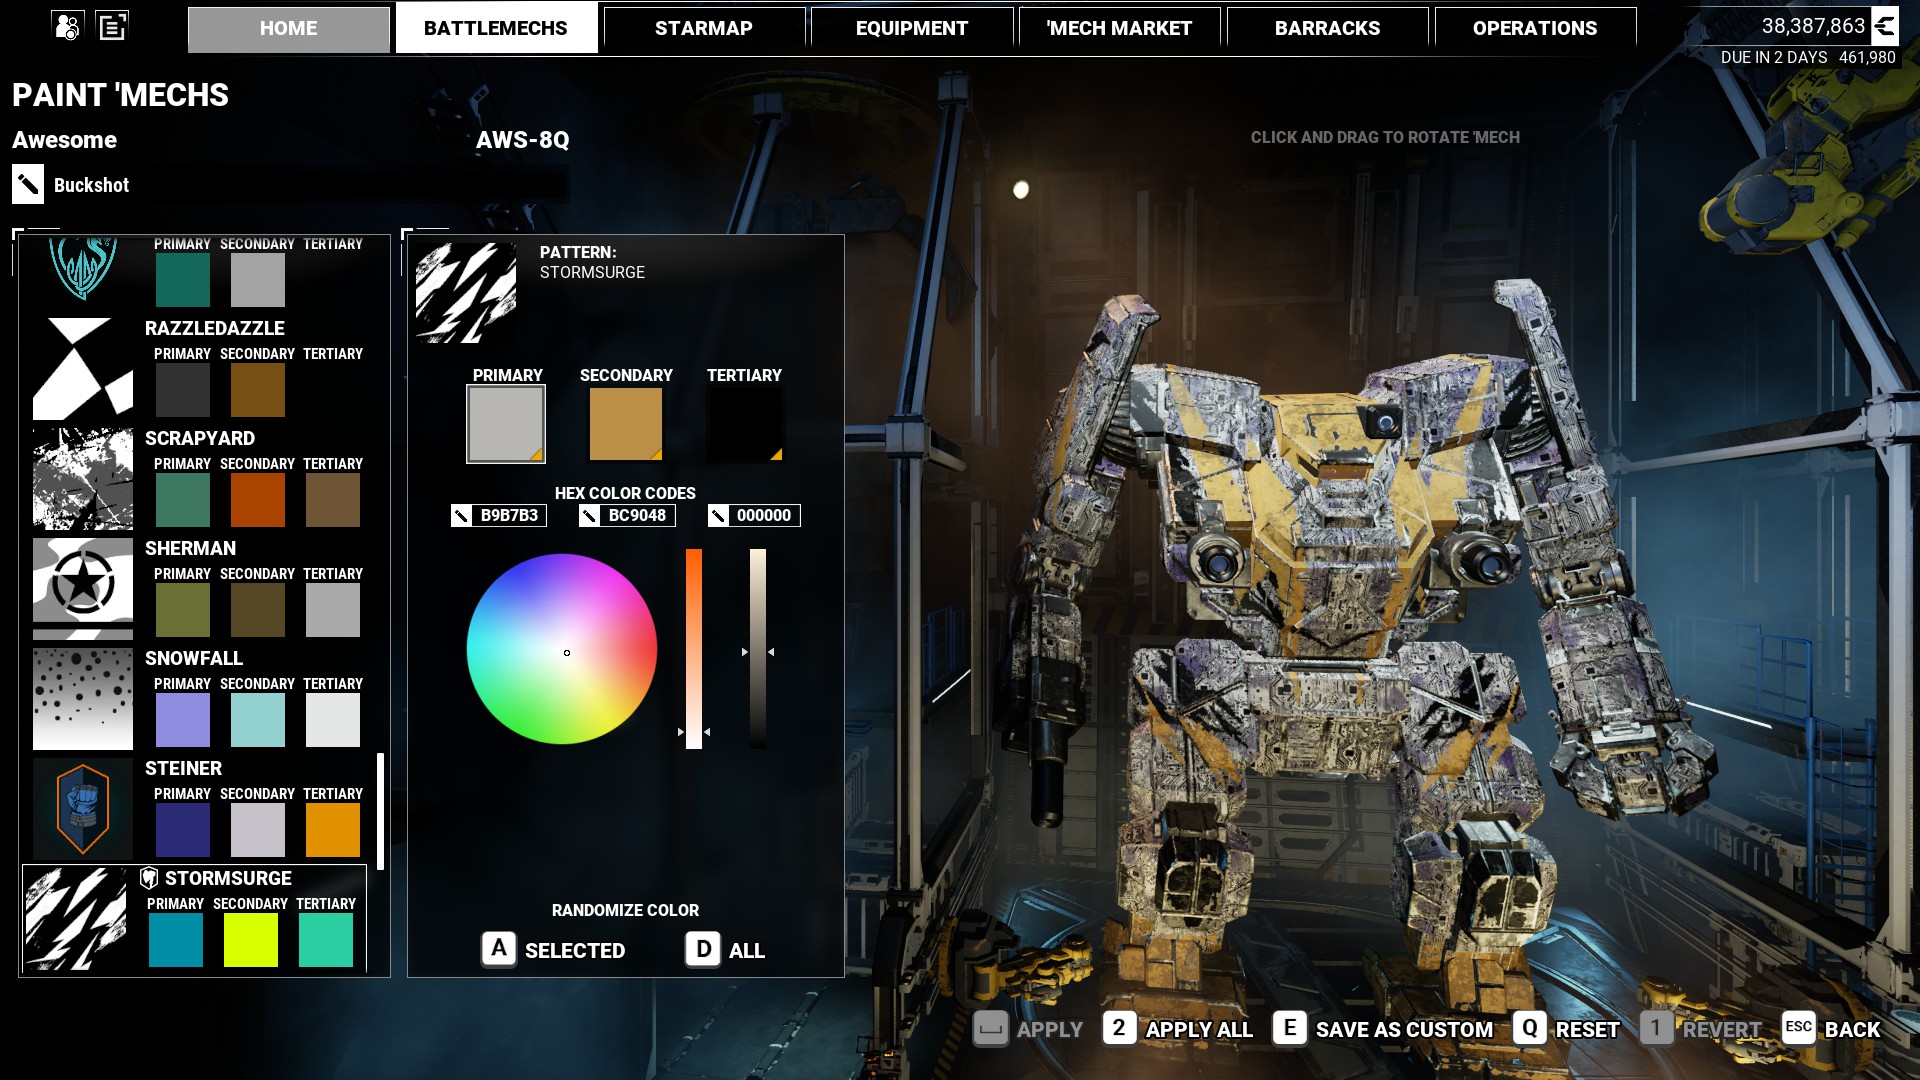 HOME
BATTLEMECHS
STARMAP
EQUIPMENT
'MECH MARKET
BARRACKS
OPERATIONS
38,387,863
DUE IN 2 DAYS 461,980
PAINT 'MECHS
Awesome
AWS-8Q
CLICK AND DRAG TO ROTATE 'MECH
Buckshot
PRIMARY SECONDARY TERTIARY
RAZZLEDAZZLE
PRIMARY SECONDARY TERTIARY
SCRAPYARD
PRIMARY SECONDARY TERTIARY
SHERMAN
PRIMARY SECONDARY TERTIARY
SNOWFALL
PRIMARY SECONDARY TERTIARY
STEINER
PRIMARY SECONDARY TERTIARY
STORMSURGE
PRIMARY SECONDARY TERTIARY
PATTERN:
STORMSURGE
PRIMARY SECONDARY TERTIARY
HEX COLOR CODES
B9B7B3 BC9048 000000
RANDOMIZE COLOR
A SELECTED D ALL
APPLY 2 APPLY ALL E SAVE AS CUSTOM Q RESET 1 REVERT ESC BACK